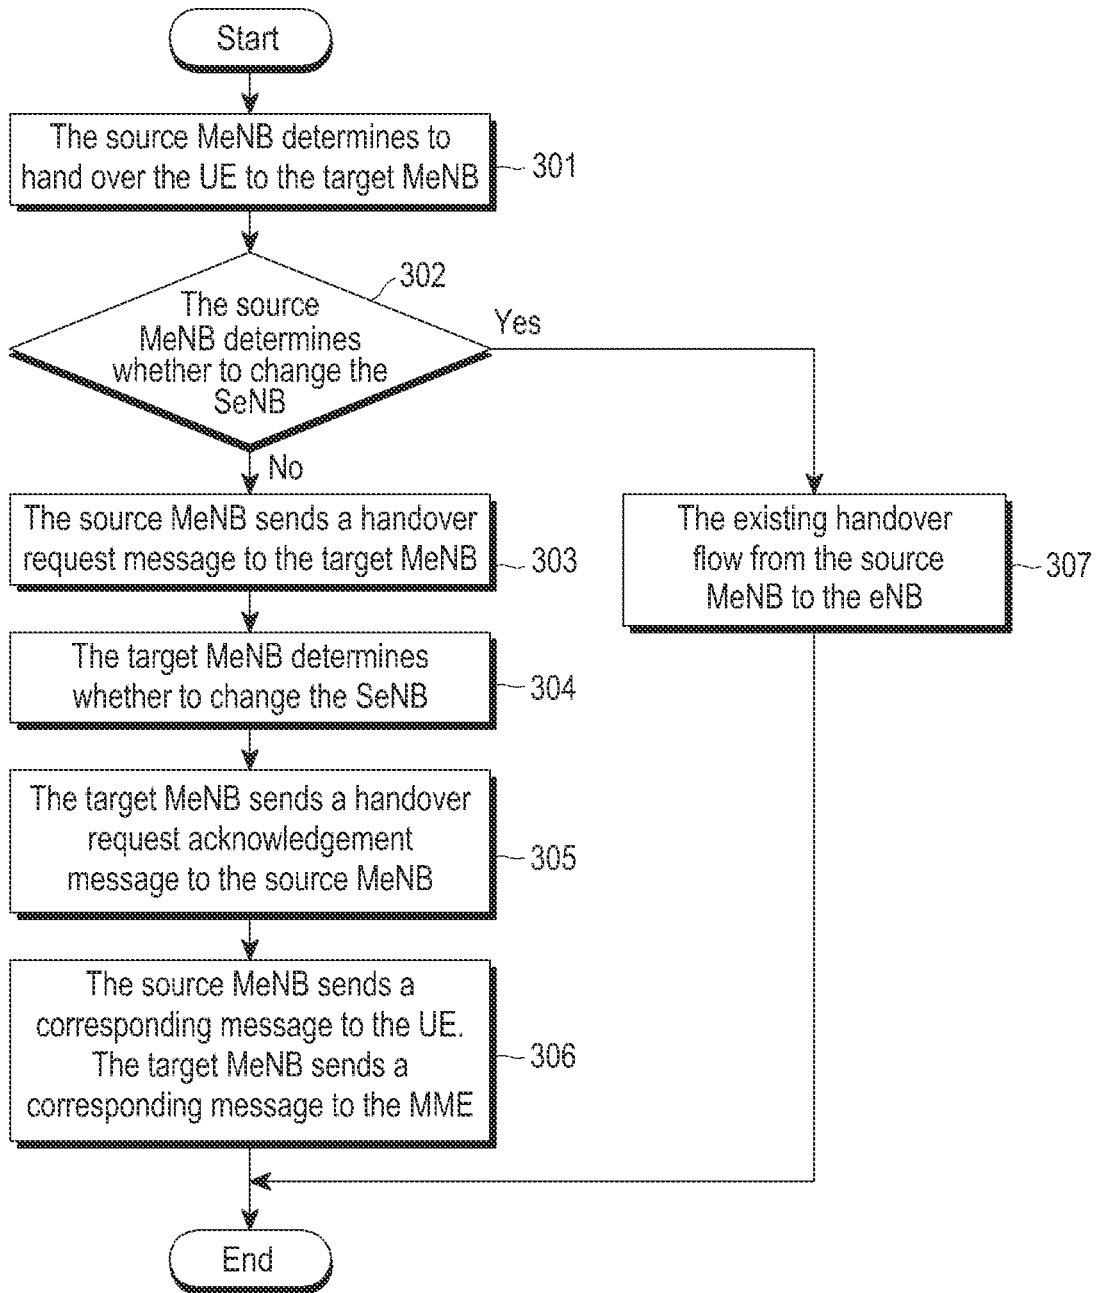 Start
The source MeNB determines to
hand over the UE to the target MeNB
301
302
The source
MeNB determines
whether to change the
SeNB
Yes
No
The source MeNB sends a handover
request message to the target MeNB
303
The existing handover
flow from the source
MeNB to the eNB
307
The target MeNB determines
whether to change the SeNB
304
The target MeNB sends a handover
request acknowledgement
message to the source MeNB
305
The source MeNB sends a
corresponding message to the UE.
The target MeNB sends a
corresponding message to the MME
306
End